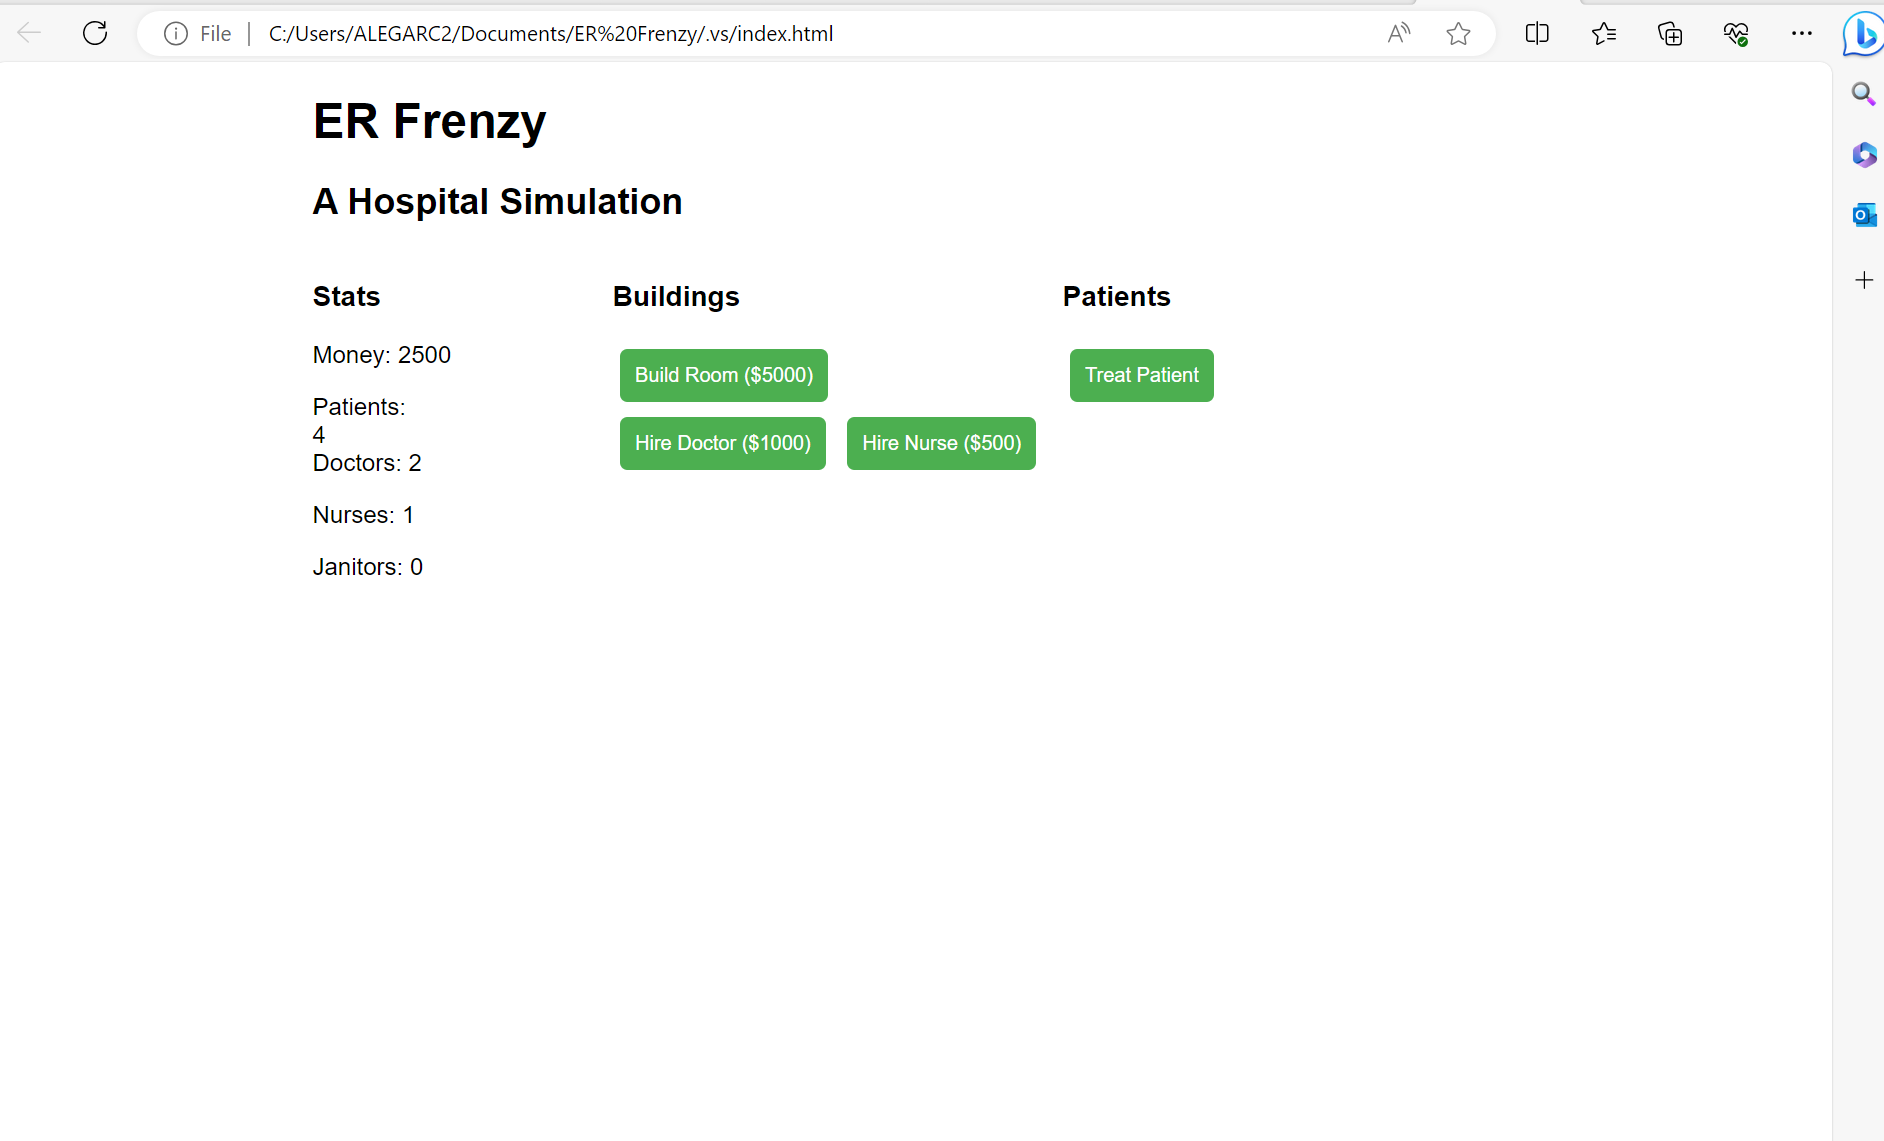 File C:/Users/ALEGARC2/Documents/ER%20Frenzy/.vs/index.html
ER Frenzy
A Hospital Simulation
Stats
Money: 2500
Patients:
4
Doctors: 2
Nurses: 1
Janitors: 0
Buildings
Build Room ($5000)
Hire Doctor ($1000) Hire Nurse ($500)
Patients
Treat Patient